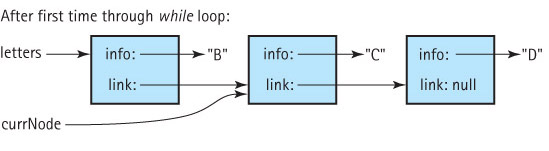 After first time through while loop:
letters info: "B" info: "C" info: "D"
link: link: link: null
currNode